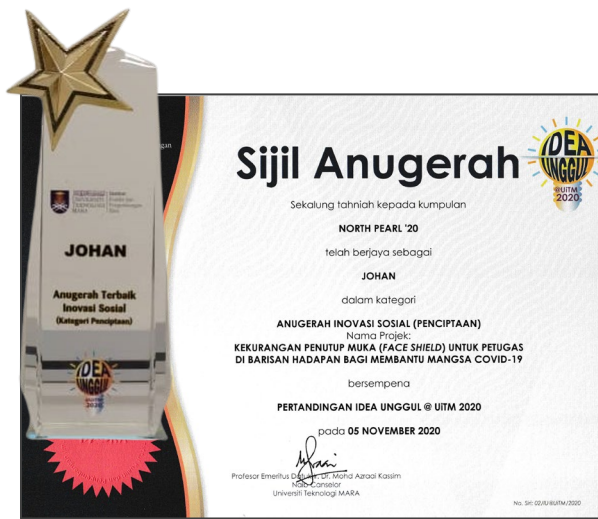 UNIVERSITI
TEKNOLOGI
MARA
JOHAN
Anugerah Terbaik
Inovasi Sosial
(Kategori Penciptaan)
IDEA
UNGGUL
2020
Sijil Anugerah
IDEA
UNGGUL
@UiTM
2020
Sekalung tahniah kepada kumpulan
NORTH PEARL '20
telah berjaya sebagai
JOHAN
dalam kategori
ANUGERAH INOVASI SOSIAL (PENCIPTAAN)
Nama Projek:
KEKURANGAN PENUTUP MUKA (FACE SHIELD) UNTUK PETUGAS
DI BARISAN HADAPAN BAGI MEMBANTU MANGSA COVID-19
bersempena
PERTANDINGAN IDEA UNGGUL @ UiTM 2020
pada 05 NOVEMBER 2020
Profesor Emeritus Dr. Mohd Azraai Kassim
Naib Canselor
Universiti Teknologi MARA
No. Siri: 02/IU@UiTM/2020